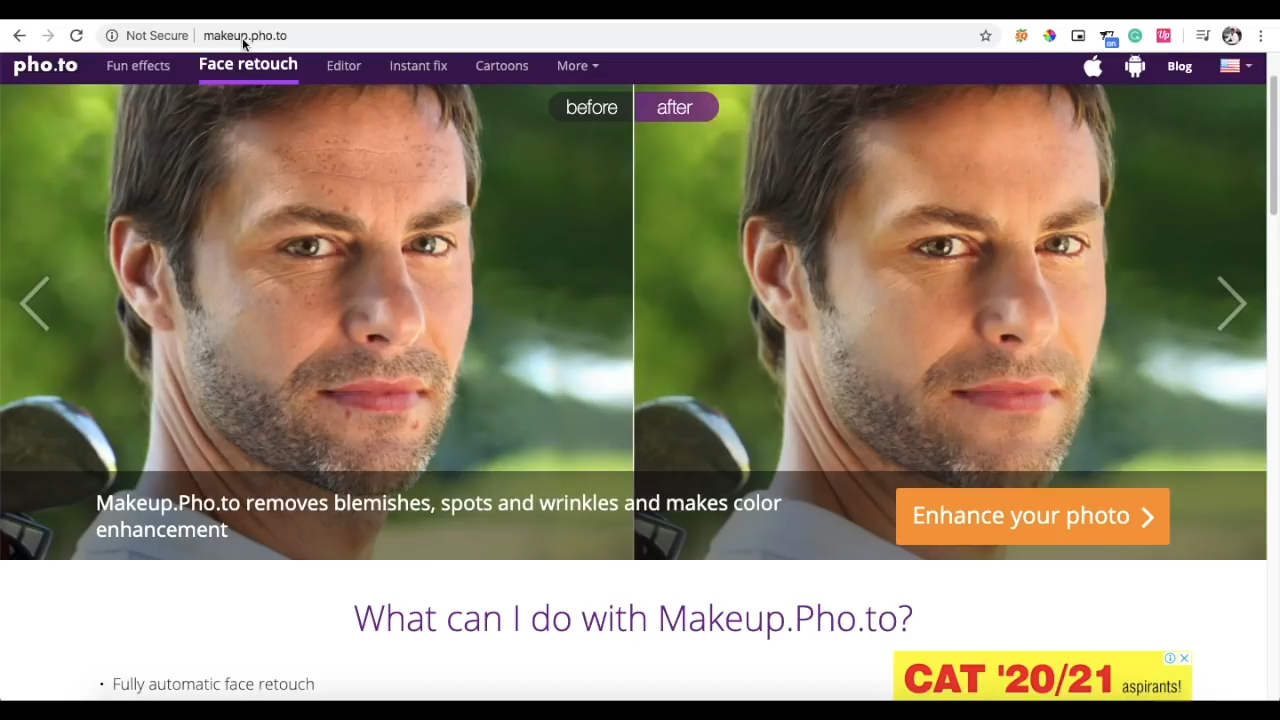 Not Secure | makeup.pho.to
on
Up
pho.to Fun effects Face retouch Editor Instant fix Cartoons More Blog
before after
Makeup.Pho.to removes blemishes, spots and wrinkles and makes color
enhancement
Enhance your photo
What can I do with Makeup.Pho.to?
• Fully automatic face retouch
CAT '20/21 aspirants!